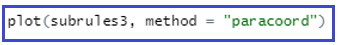 plot(subrules3, method = "paracoord")